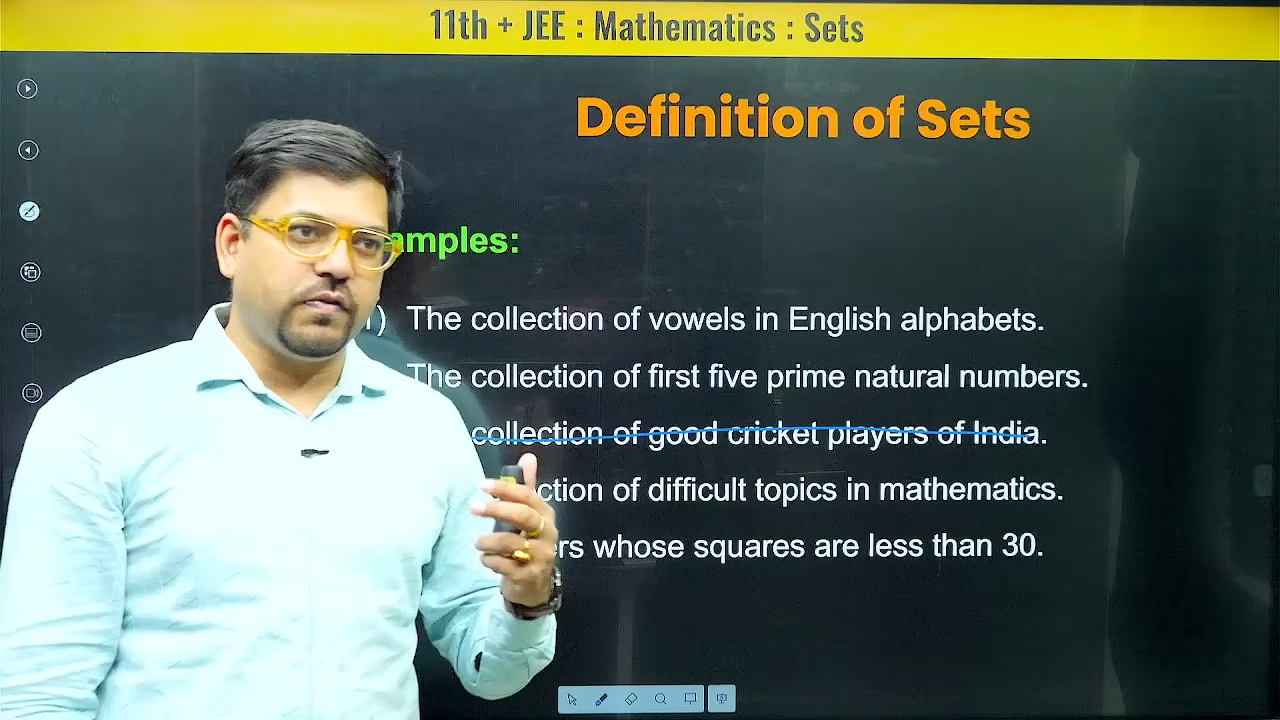 11th + JEE : Mathematics : Sets
Definition of Sets
amples:
1) The collection of vowels in English alphabets.
The collection of first five prime natural numbers.
collection of good cricket players of India.
ction of difficult topics in mathematics.
ers whose squares are less than 30.